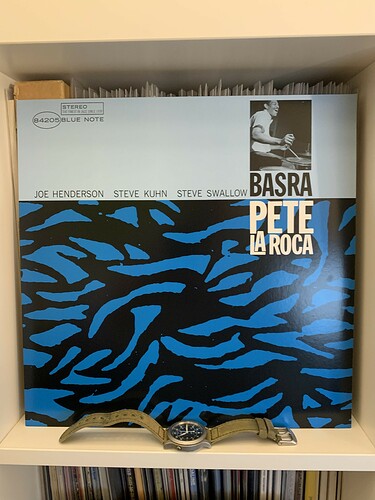 STEREO
84205 BLUE NOTE
JOE HENDERSON STEVE KUHN STEVE SWALLOW
BASRA
PETE
LA ROCA